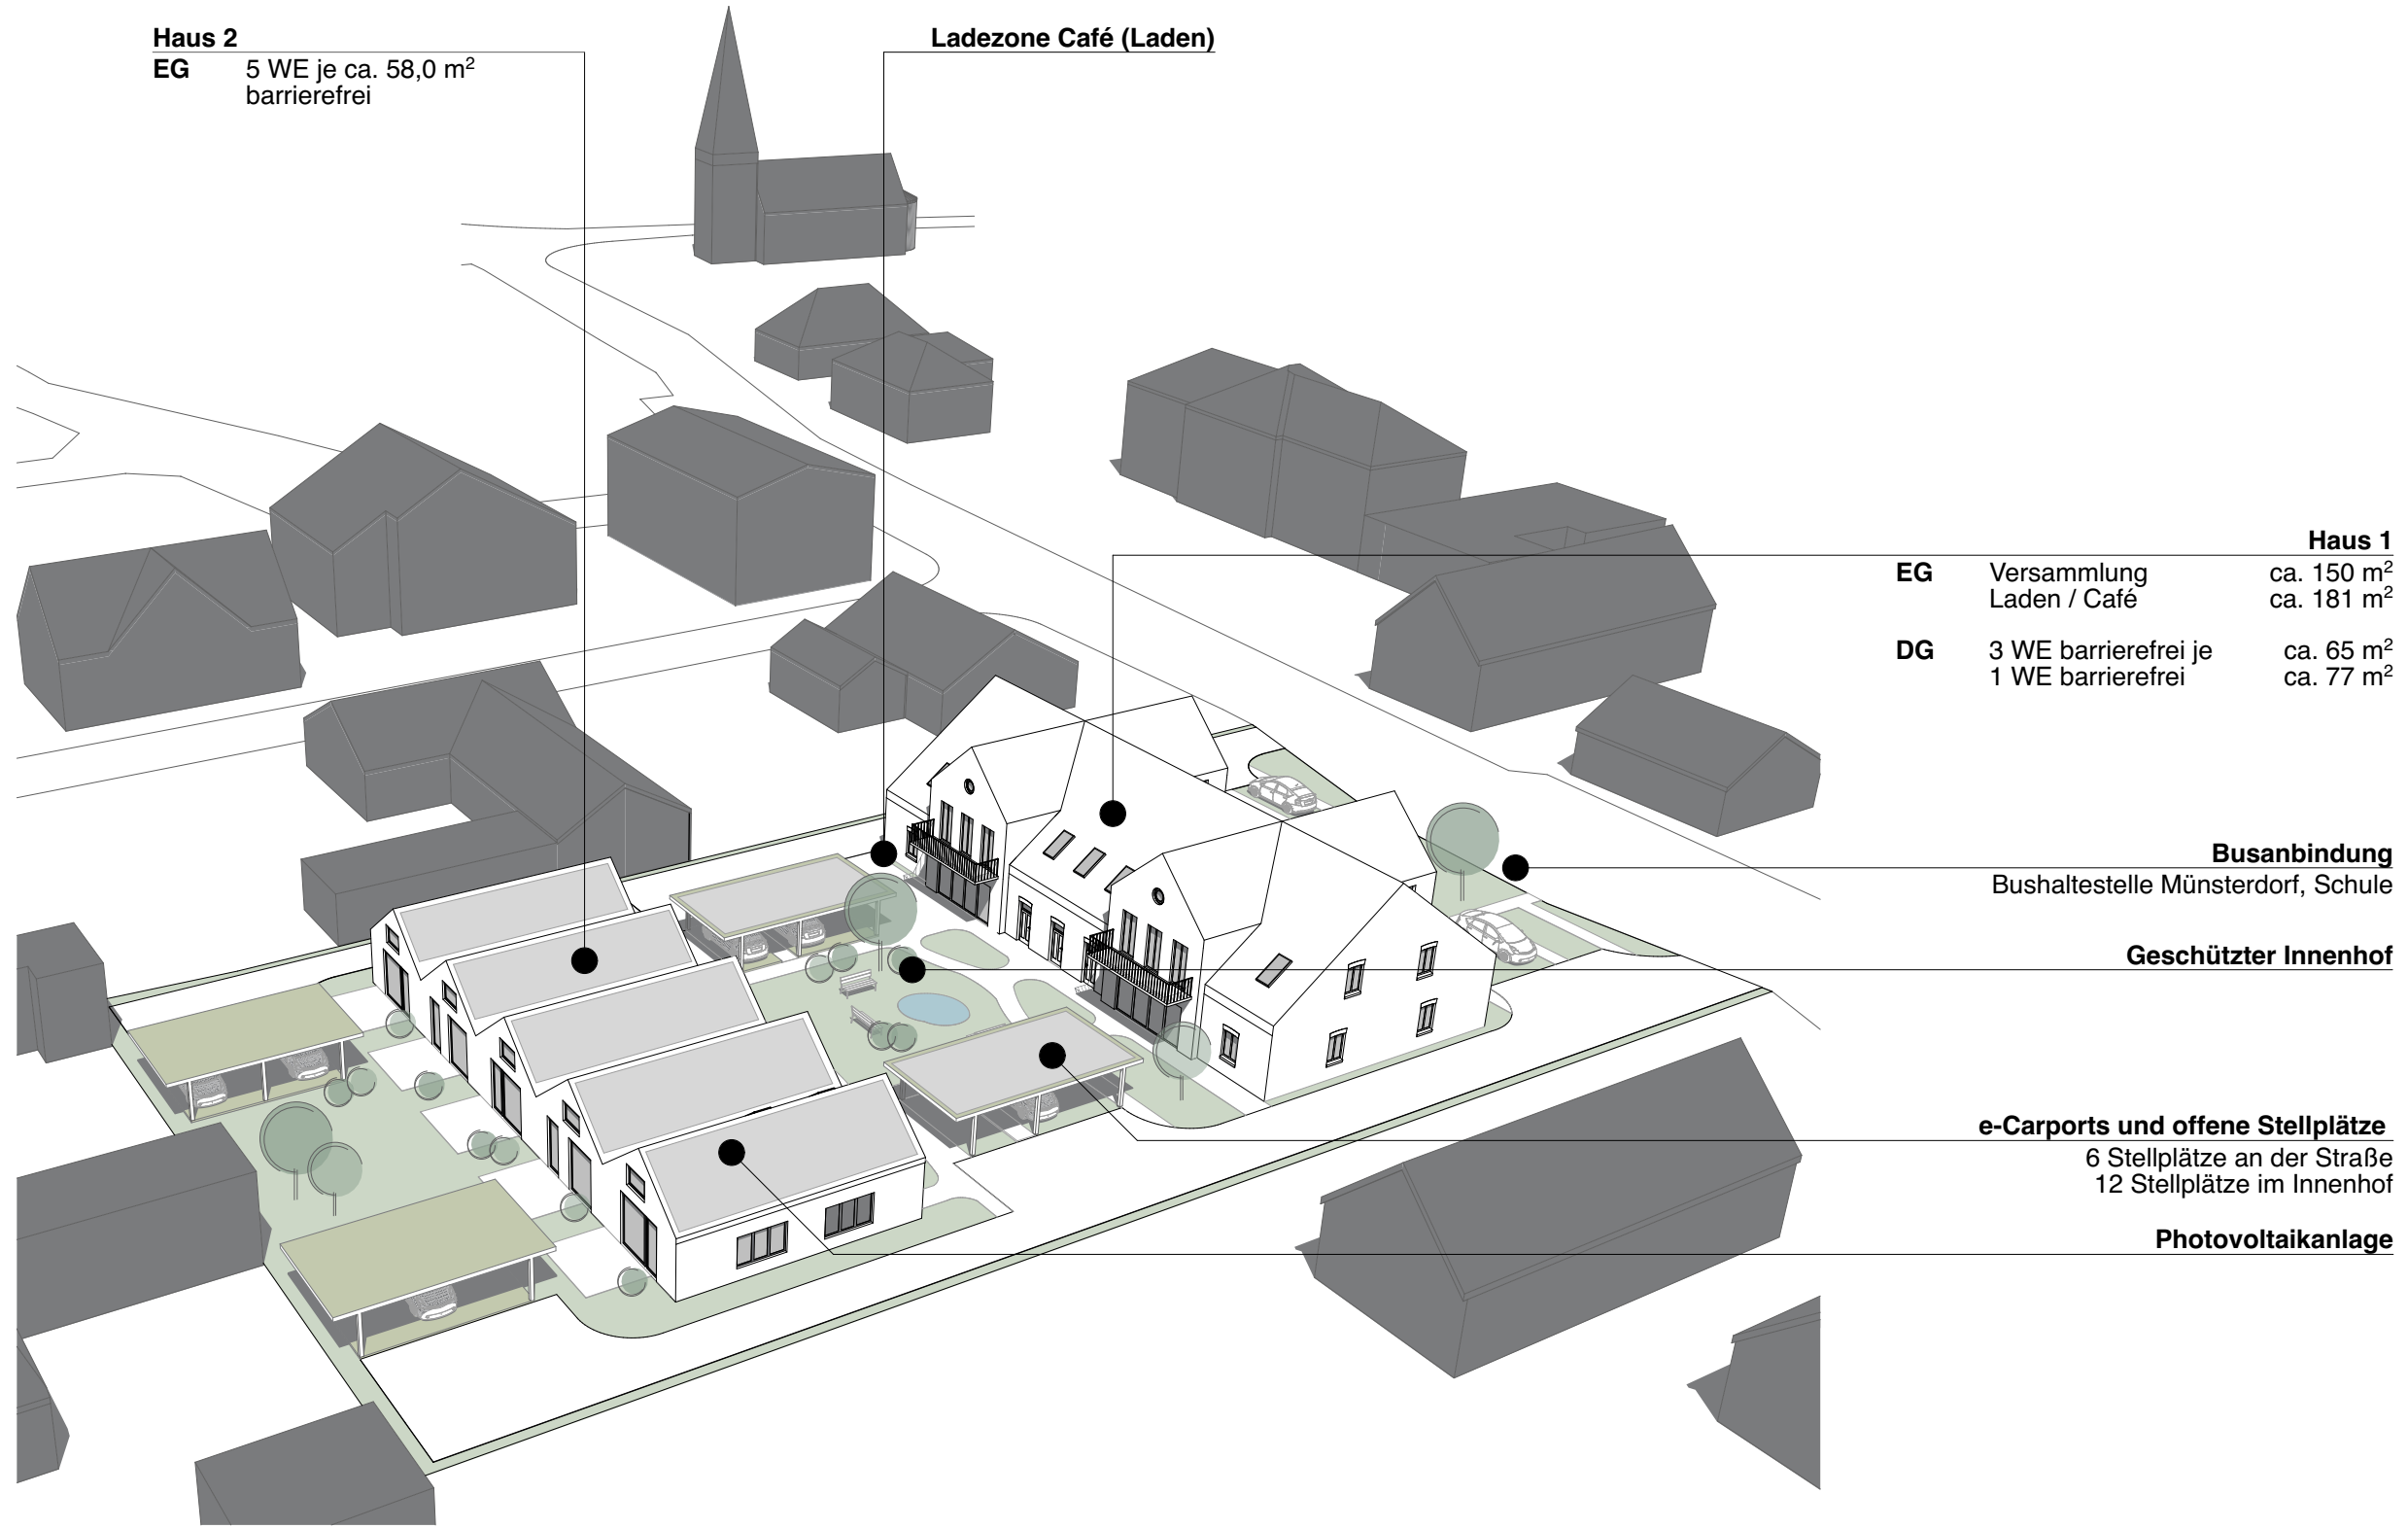 Haus 2
EG 5 WE je ca. 58,0 m²
barrierefrei
Ladezone Café (Laden)
Haus 1
EG Versammlung ca. 150 m²
Laden / Café ca. 181 m²
DG 3 WE barrierefrei je ca. 65 m²
1 WE barrierefrei ca. 77 m²
Busanbindung
Bushaltestelle Münsterdorf, Schule
Geschützter Innenhof
e-Carports und offene Stellplätze
6 Stellplätze an der Straße
12 Stellplätze im Innenhof
Photovoltaikanlage